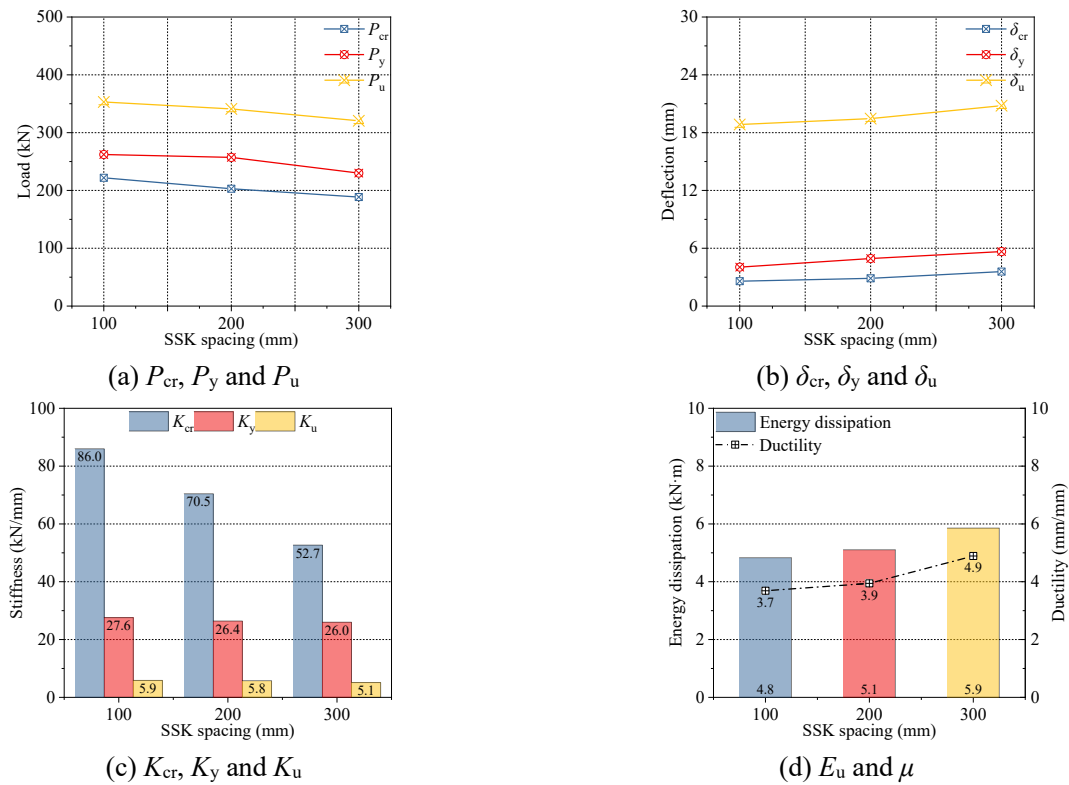 500
400
300
200
100
0
Load (kN)
Pcr
Py
Pu
100 200 300
SSK spacing (mm)
(a) Pcr, Py and Pu
30
24
18
12
6
0
Deflection (mm)
δcr
δy
δu
100 200 300
SSK spacing (mm)
(b) δcr, δy and δu
100
80
60
40
20
0
Stiffness (kN/mm)
Kcr Ky Ku
86.0
70.5
52.7
27.6
26.4
26.0
5.9
5.8
5.1
100 200 300
SSK spacing (mm)
(c) Kcr, Ky and Ku
10
8
6
4
2
0
Energy dissipation (kN·m)
Energy dissipation
Ductility
3.7
3.9
4.9
4.8
5.1
5.9
10
8
6
4
2
0
Ductility (mm/mm)
100 200 300
SSK spacing (mm)
(d) Eu and μ